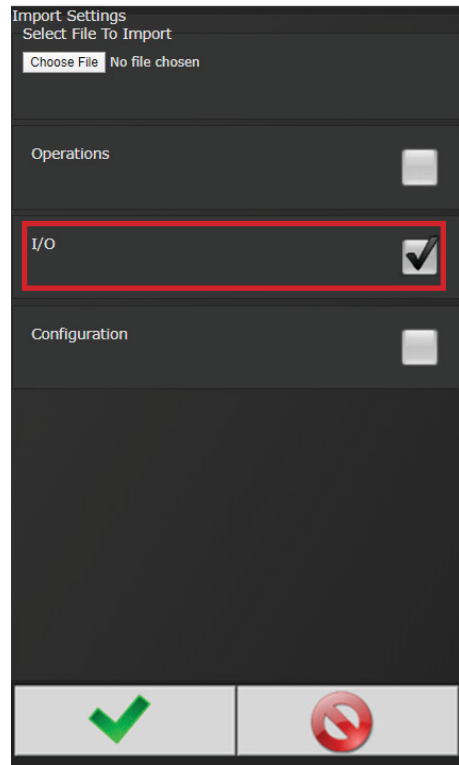 Import Settings
Select File To Import
Choose File No file chosen
Operations
I/O
Configuration